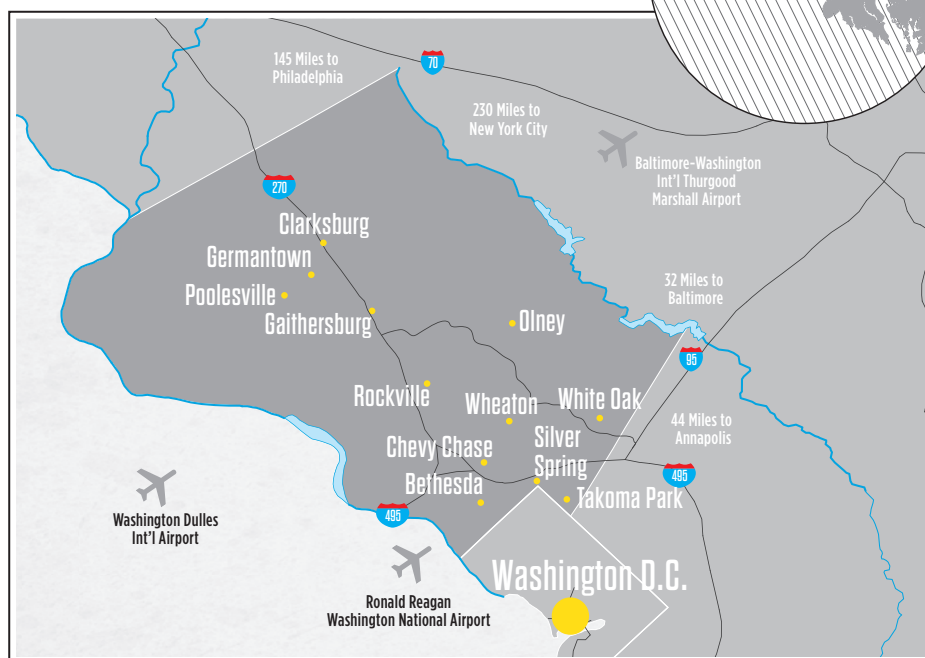 145 Miles to
Philadelphia
70
230 Miles to
New York City
Baltimore-Washington
Int'l Thurgood
Marshall Airport
270
Clarksburg
Germantown
Poolesville
Gaithersburg
32 Miles to
Baltimore
Olney
95
Rockville
Wheaton
White Oak
44 Miles to
Annapolis
Chevy Chase
Silver
Spring
Bethesda
495
Takoma Park
495
Washington Dulles
Int'l Airport
Washington D.C.
Ronald Reagan
Washington National Airport